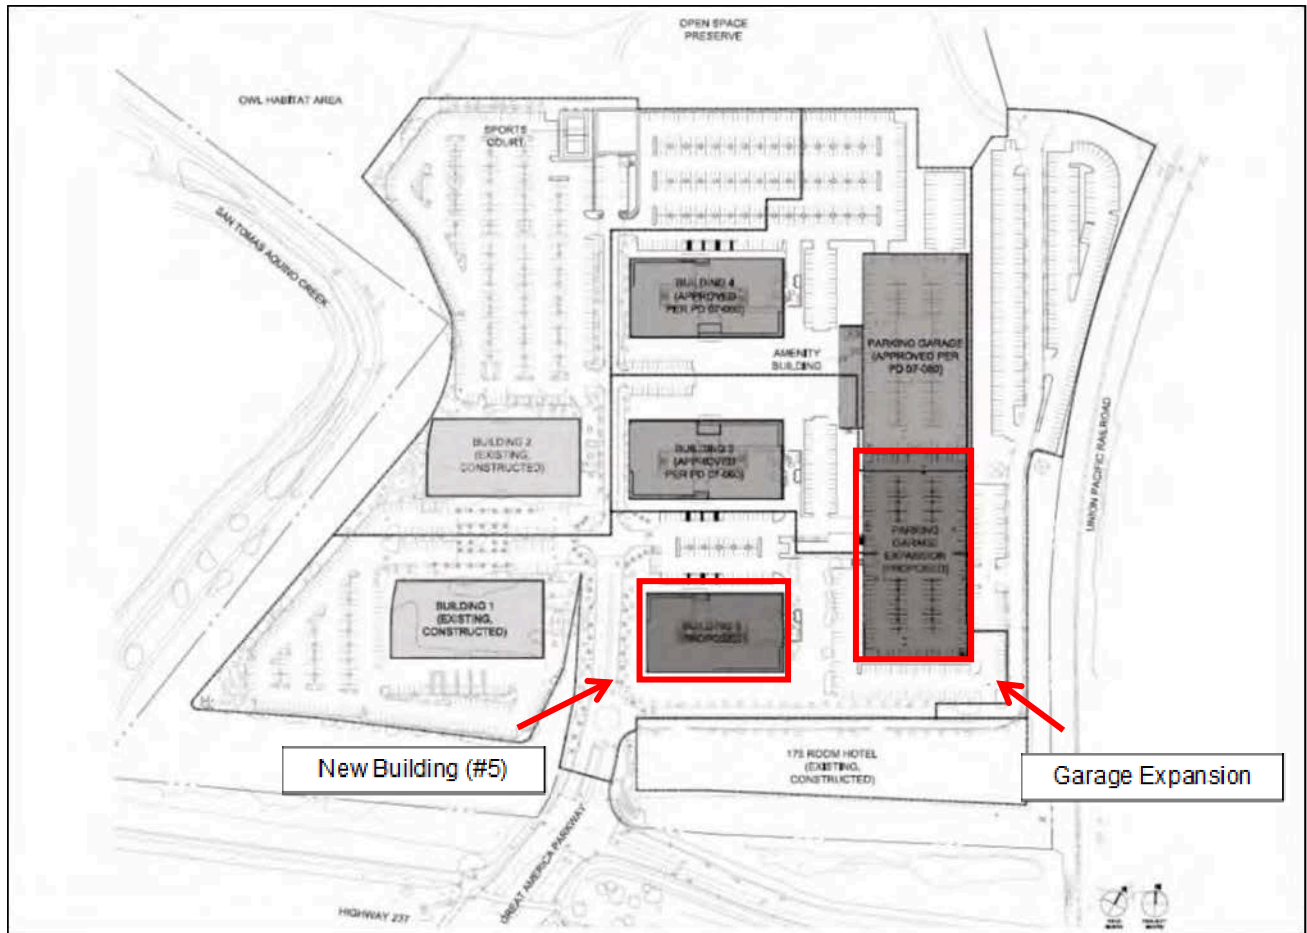 OPEN SPACE
PRESERVE
OWL HABITAT AREA
SPORTS
COURT
SAN TOMAS AQUINO CREEK
BUILDING 4
(APPROVED
PER PD 07-080)
PARKING GARAGE
(APPROVED PER
PD 07-080)
AMENITY
BUILDING
BUILDING 2
(EXISTING,
CONSTRUCTED)
BUILDING 3
(APPROVED
PER PD 07-080)
UNION PACIFIC RAILROAD
PARKING
GARAGE
EXPANSION
(PROPOSED)
BUILDING 1
(EXISTING,
CONSTRUCTED)
BUILDING 5
(PROPOSED)
New Building (#5)
175 ROOM HOTEL
(EXISTING,
CONSTRUCTED)
Garage Expansion
GREAT AMERICA PARKWAY
HIGHWAY 237